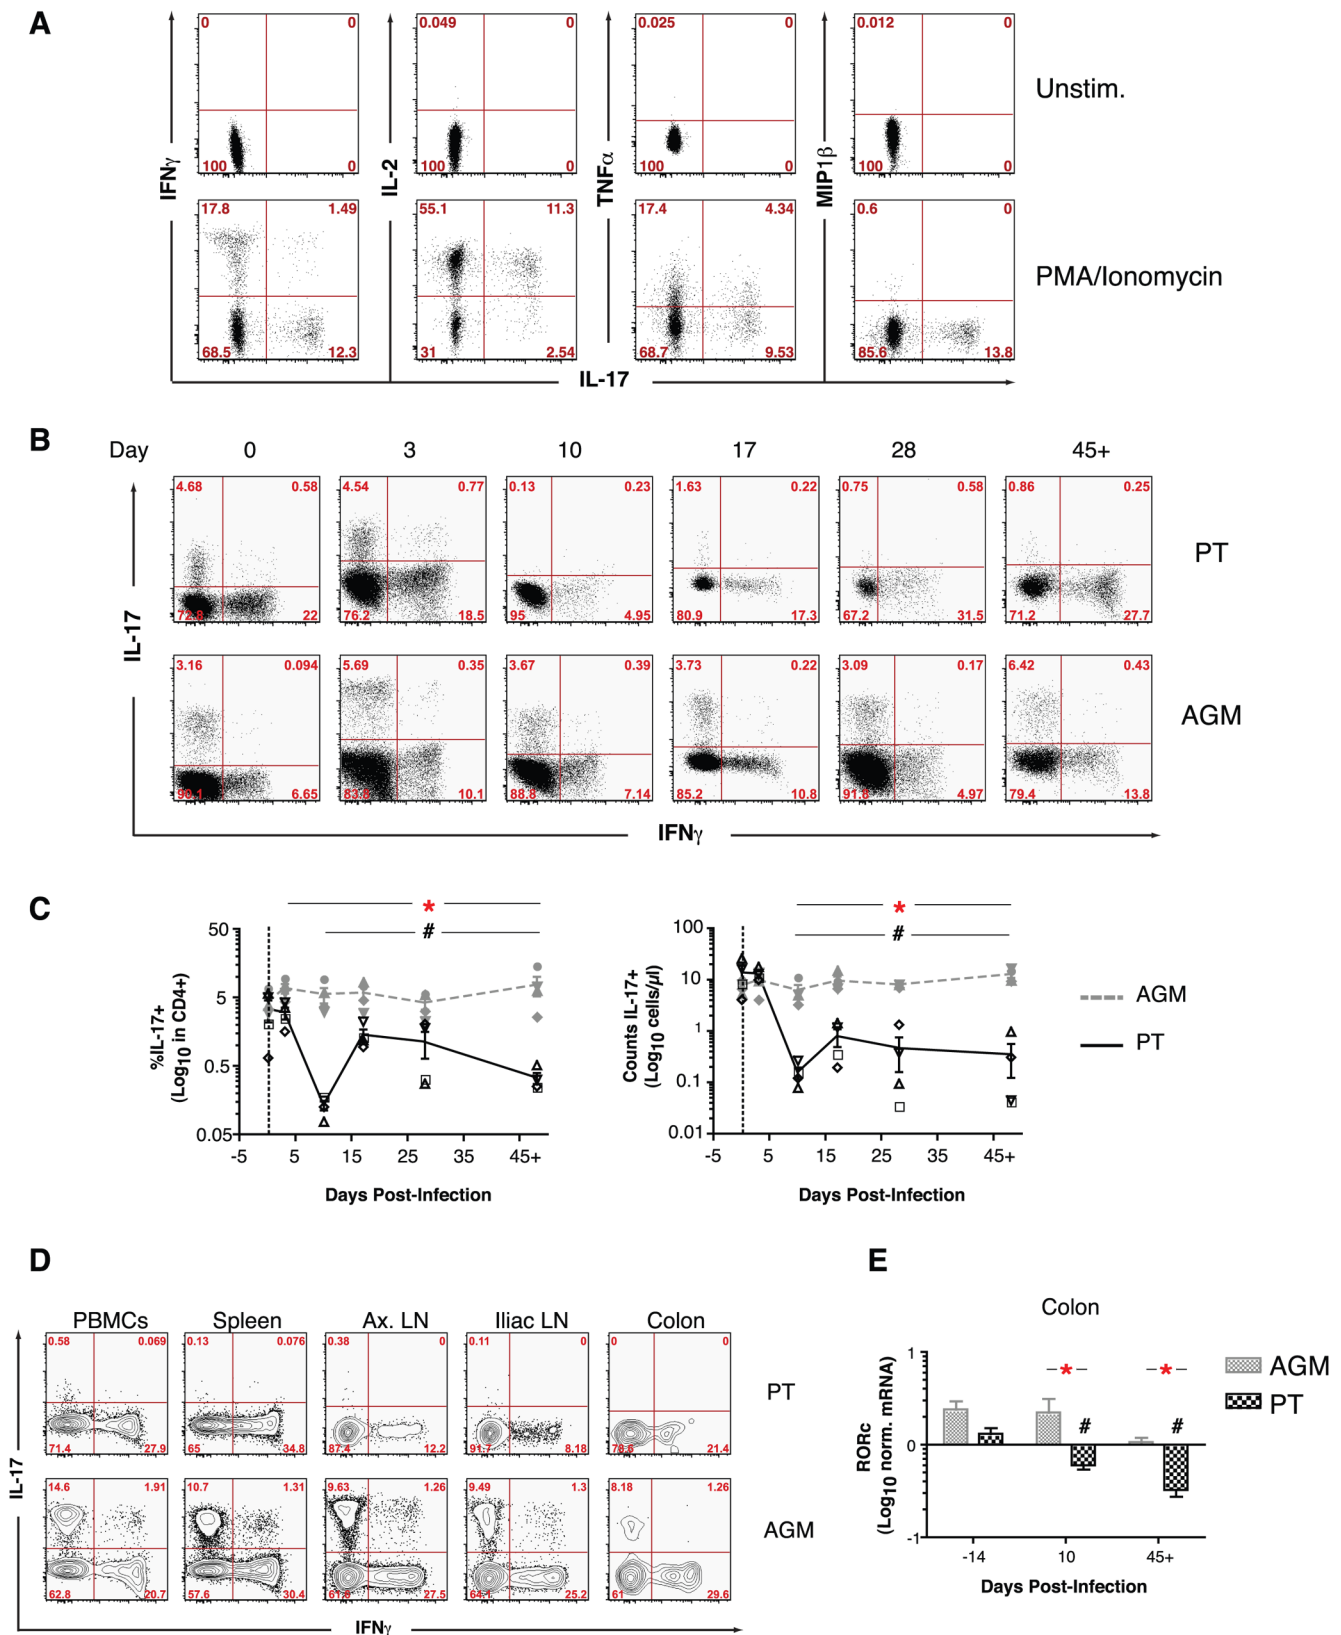 A
0 0
0.049 0
0.025 0
0.012 0
Unstim.
100 0
100 0
100 0
100 0
IFNγ
IL-2
TNFα
MIP1β
17.8 1.49
55.1 11.3
17.4 4.34
0.6 0
PMA/Ionomycin
68.5 12.3
31 2.54
68.7 9.53
85.6 13.8
IL-17
B
Day 0 3 10 17 28 45+
4.68 0.58
4.54 0.77
0.13 0.23
1.63 0.22
0.75 0.58
0.86 0.25
PT
22
76.2 18.5
95 4.95
80.9 17.3
67.2 31.5
71.2 27.7
IL-17
3.16 0.094
5.69 0.35
3.67 0.39
3.73 0.22
3.09 0.17
6.42 0.43
AGM
90.1 6.65
10.1
88.8 7.14
85.2 10.8
4.97
79.4 13.8
IFNγ
C
* 
#
50
5
0.5
0.05
-5 5 15 25 35 45+
%IL-17+
(Log10 in CD4+)
Days Post-Infection
*
#
100
10
1
0.1
0.01
-5 5 15 25 35 45+
Counts IL-17+
(Log10 cells/µl)
Days Post-Infection
AGM
PT
D
PBMCs Spleen Ax. LN Iliac LN Colon
0.58 0.069
0.13 0.076
0.38 0
0.11 0
0 0
PT
71.4 27.9
65 34.8
87.4 12.2
91.7 8.18
78.6 21.4
IL-17
14.6 1.91
10.7 1.31
9.63 1.26
9.49 1.3
8.18 1.26
AGM
62.8 20.7
57.6 30.4
61.6 27.5
64.1 25.2
61 29.6
IFNγ
E
Colon
1
0
-1
* *
# #
RORc
(Log10 norm. mRNA)
-14 10 45+
Days Post-Infection
AGM
PT